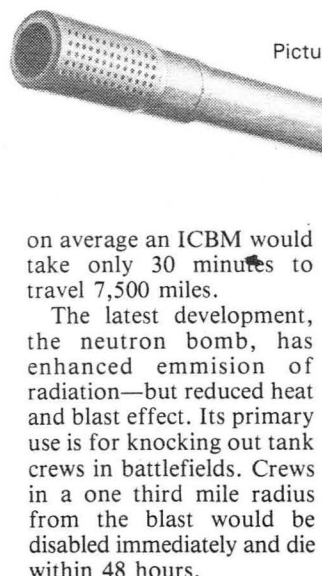 Pictu
on average an ICBM would
take only 30 minutes to
travel 7,500 miles.
The latest development,
the neutron bomb, has
enhanced emmision of
radiation—but reduced heat
and blast effect. Its primary
use is for knocking out tank
crews in battlefields. Crews
in a one third mile radius
from the blast would be
disabled immediately and die
within 48 hours.